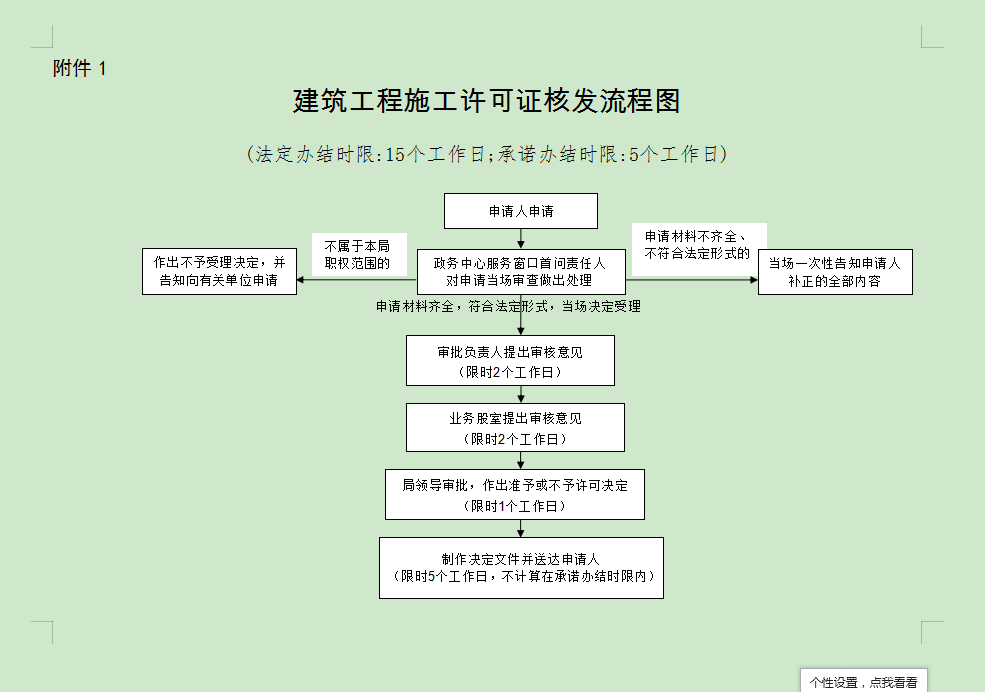 附件 1
建筑工程施工许可证核发流程图
(法定办结时限:15个工作日;承诺办结时限:5个工作日)
申请人申请
不属于本局
职权范围的
申请材料不齐全、
不符合法定形式的
作出不予受理决定，并
告知向有关单位申请
政务中心服务窗口首问责任人
对申请当场审查做出处理
当场一次性告知申请人
补正的全部内容
申请材料齐全，符合法定形式，当场决定受理
审批负责人提出审核意见
（限时2个工作日）
业务股室提出审核意见
（限时2个工作日）
局领导审批，作出准予或不予许可决定
（限时1个工作日）
制作决定文件并送达申请人
（限时5个工作日，不计算在承诺办结时限内）
个性设置，点我看看